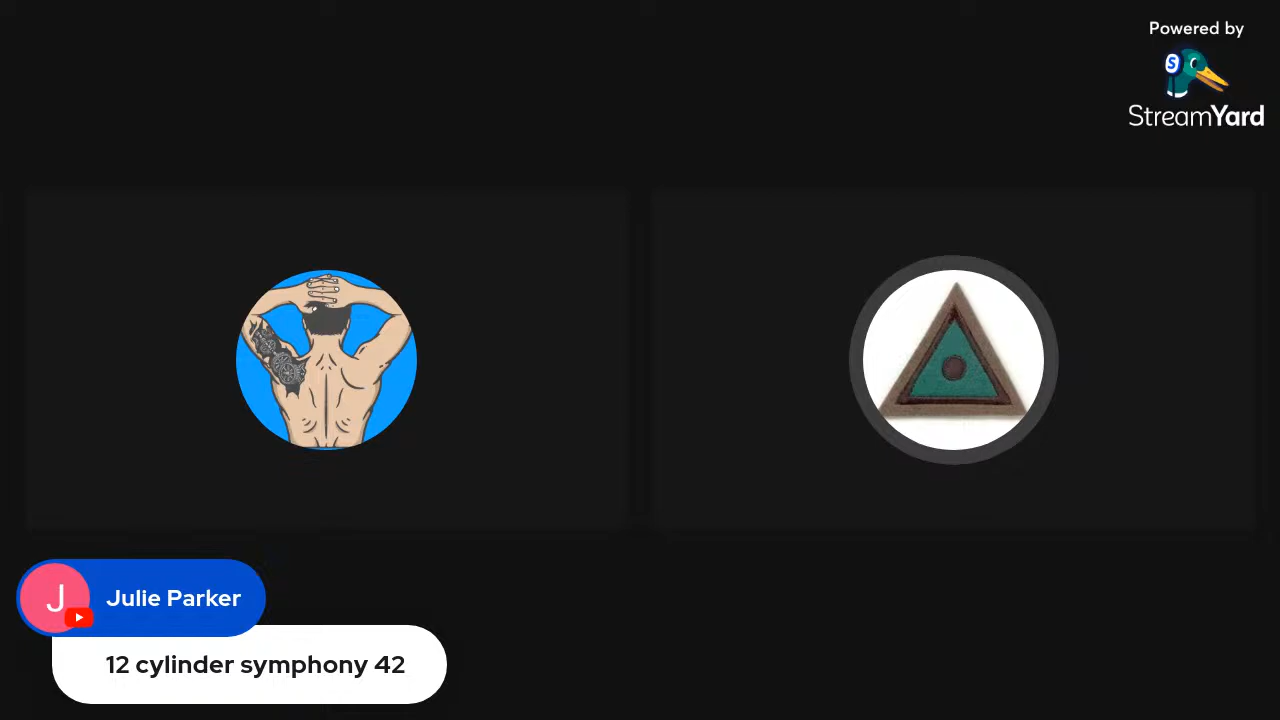 Powered by
S
StreamYard
J
Julie Parker
12 cylinder symphony 42